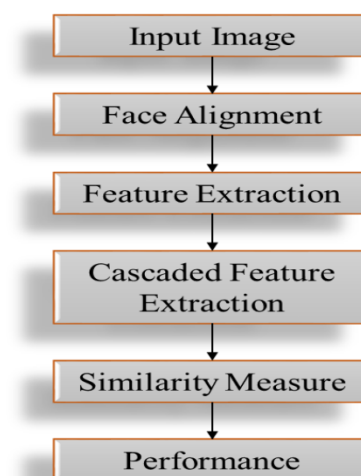 Input Image
Face Alignment
Feature Extraction
Cascaded Feature
Extraction
Similarity Measure
Performance